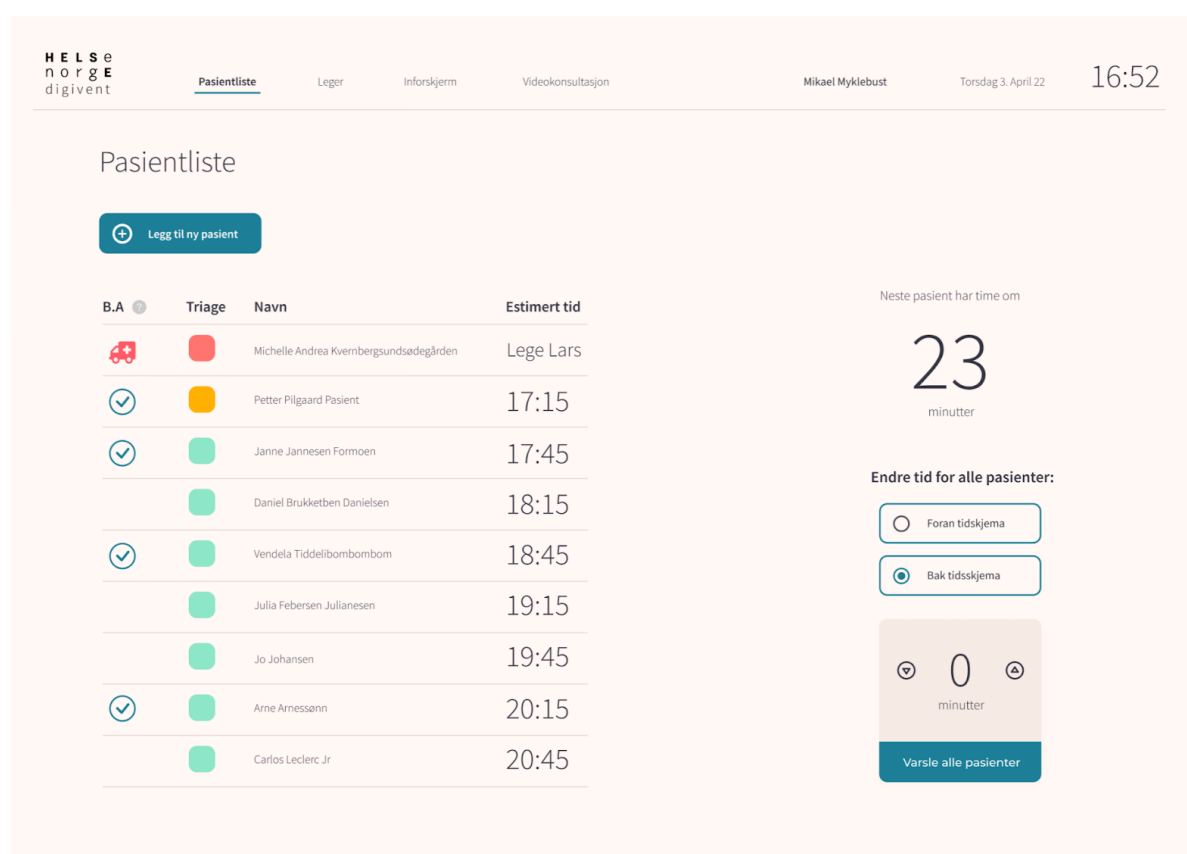 HELSe
norgE
digivent
Pasientliste
Leger
Inforskjerm
Videokonsultasjon
Mikael Myklebust
Torsdag 3. April 22
16:52
Pasientliste
Legg til ny pasient
B.A ? Triage Navn Estimert tid
Michelle Andrea Kvernbergsundsødegården Lege Lars
Petter Pilgaard Pasient 17:15
Janne Jannesen Formoen 17:45
Daniel Brukketben Danielsen 18:15
Vendela Tiddelibombombom 18:45
Julia Febersen Julianesen 19:15
Jo Johansen 19:45
Arne Arnessønn 20:15
Carlos Leclerc Jr 20:45
Neste pasient har time om
23
minutter
Endre tid for alle pasienter:
Foran tidskjema
Bak tidsskjema
0
minutter
Varsle alle pasienter